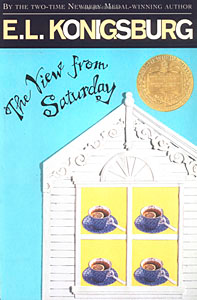 BY THE TWO-TIME NEWBERY MEDAL-WINNING AUTHOR
E.L. KONIGSBURG
The View from
Saturday